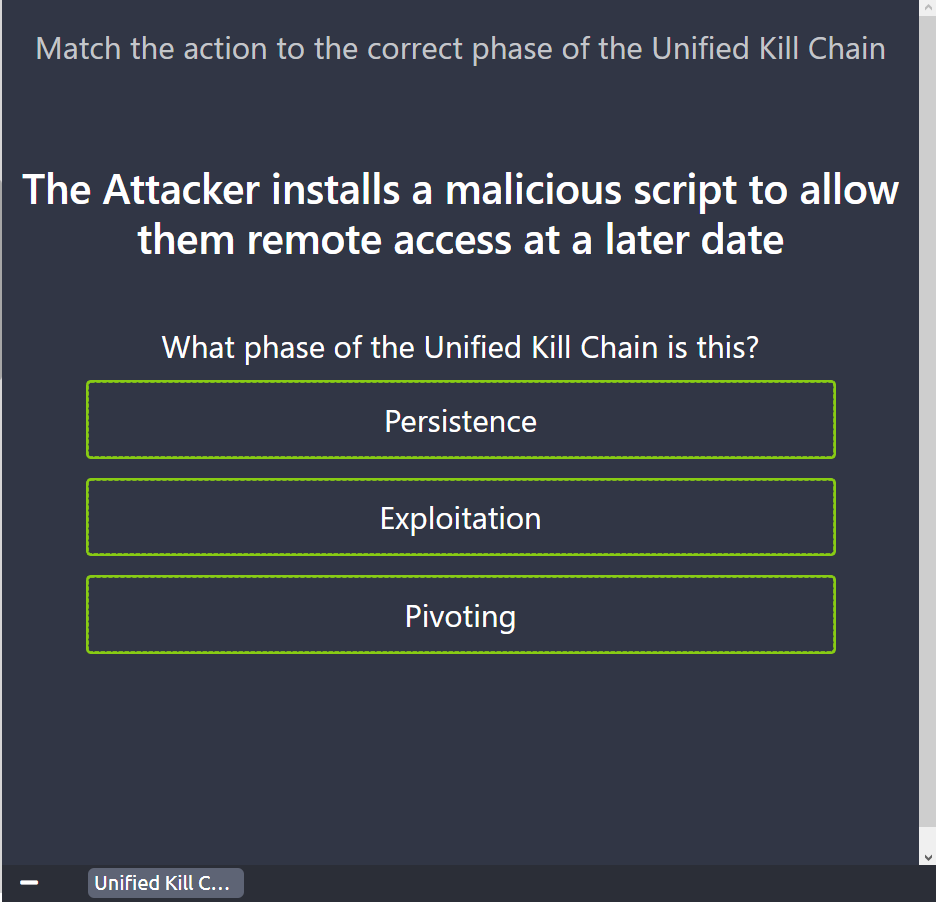 Match the action to the correct phase of the Unified Kill Chain
The Attacker installs a malicious script to allow
them remote access at a later date
What phase of the Unified Kill Chain is this?
Persistence
Exploitation
Pivoting
Unified Kill C...